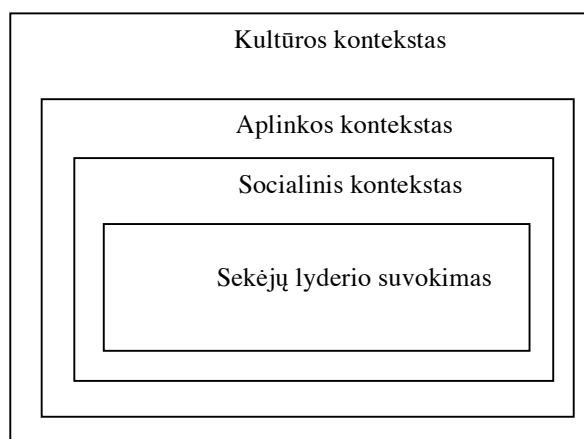 Kultūros kontekstas
Aplinkos kontekstas
Socialinis kontekstas
Sekėjų lyderio suvokimas